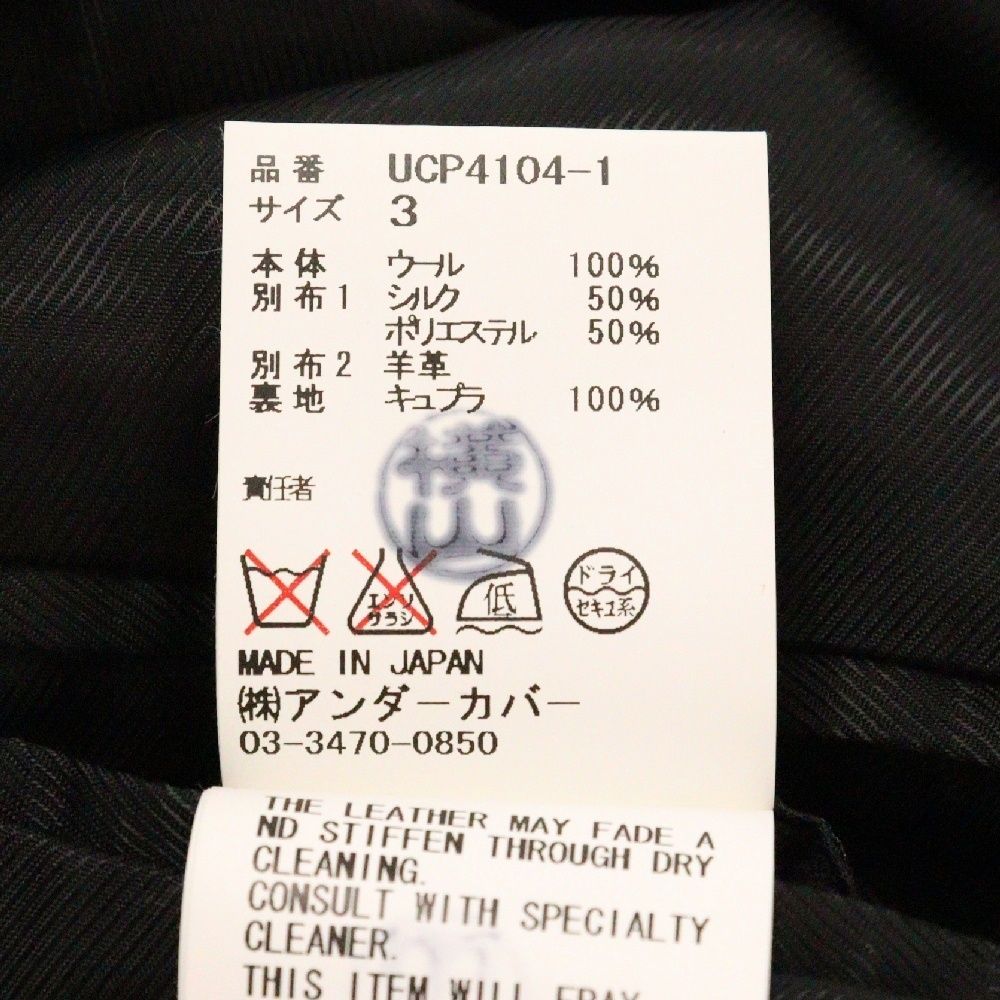 品番 UCP4104-1
サイズ 3
本体 ウール 100%
別布1 シルク 50%
ポリエステル 50%
別布2 羊革
裏地 キュプラ 100%
横山
責任者
エンソ サラシ
低
ドライ セキユ系
MADE IN JAPAN
㈱アンダーカバー
03-3470-0850
THE LEATHER MAY FADE A
ND STIFFEN THROUGH DRY
CLEANING.
CONSULT WITH SPECIALTY
CLEANER.
THIS ITEM WILL FRAY